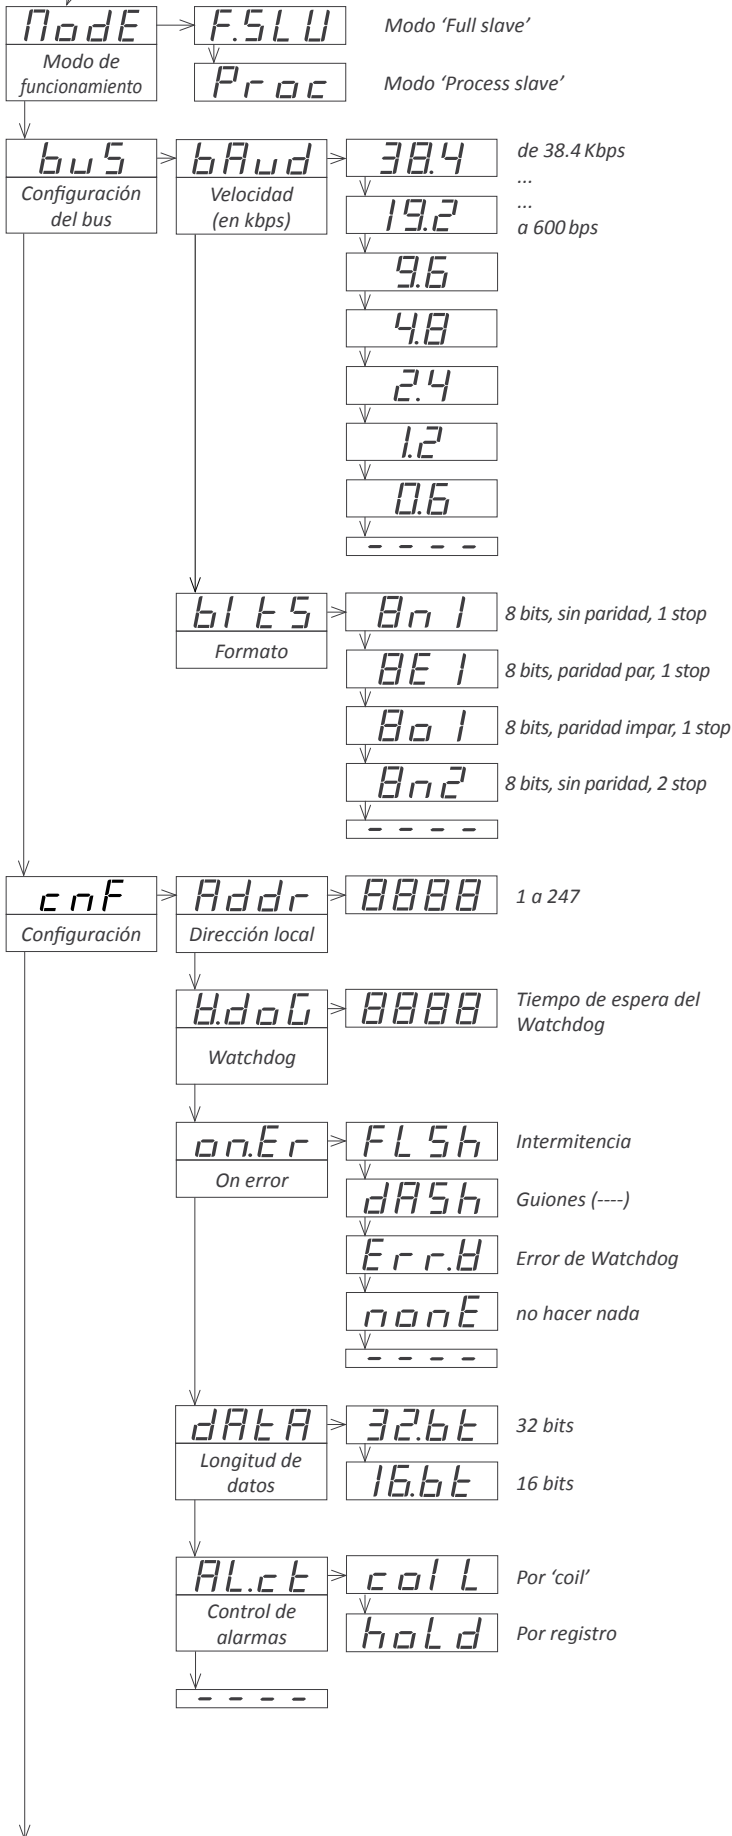 ModE F.SLV Modo ‘Full slave’
Modo de
funcionamiento
Proc Modo ‘Process slave’
buS bAud 38.4 de 38.4 Kbps
Configuración
del bus
Velocidad
(en kbps)
...
19.2 ...
a 600 bps
9.6
4.8
2.4
1.2
0.6
----
bItS 8n1 8 bits, sin paridad, 1 stop
Formato
8E1 8 bits, paridad par, 1 stop
8o1 8 bits, paridad impar, 1 stop
8n2 8 bits, sin paridad, 2 stop
----
cnF Addr 8888 1 a 247
Configuración Dirección local
W.doG 8888 Tiempo de espera del
Watchdog
Watchdog
on.Er FLSh Intermitencia
On error
dASh Guiones (----)
Err.W Error de Watchdog
nonE no hacer nada
----
dAtA 32.bt 32 bits
Longitud de
datos
16.bt 16 bits
AL.ct coIL Por ‘coil’
Control de
alarmas
hoLd Por registro
----